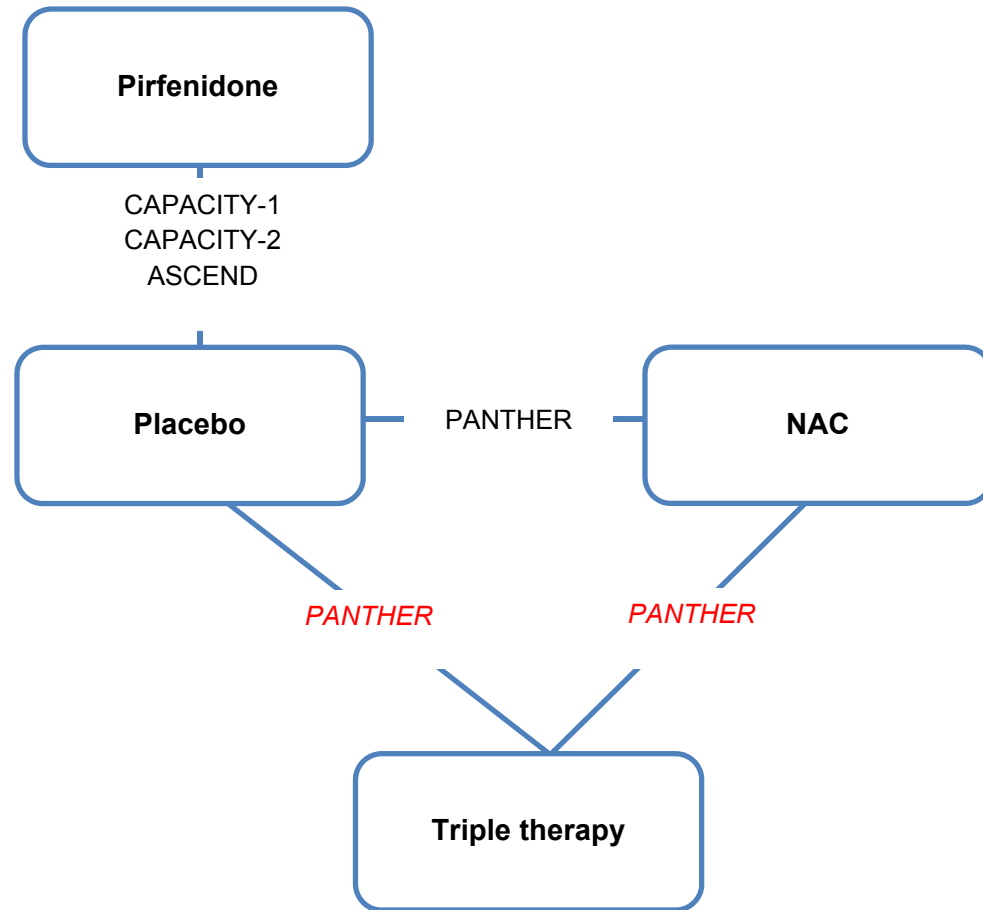 Pirfenidone
CAPACITY-1
CAPACITY-2
ASCEND
Placebo
PANTHER
NAC
PANTHER
PANTHER
Triple therapy